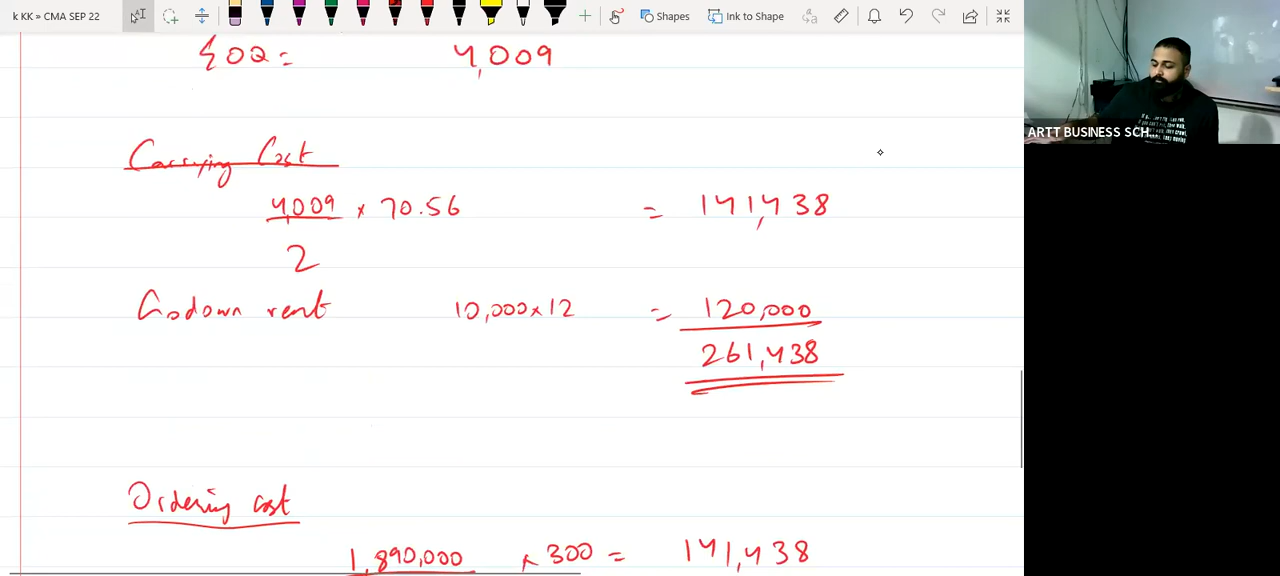 k KK » CMA SEP 22
Shapes
Ink to Shape
EOQ = 4,009
ARTT BUSINESS SCH
Carrying Cost
4,009 × 70.56 = 141,438
2
Godown rent 10,000×12 = 120,000
261,438
Ordering cost
1,890,000 × 300 = 141,438